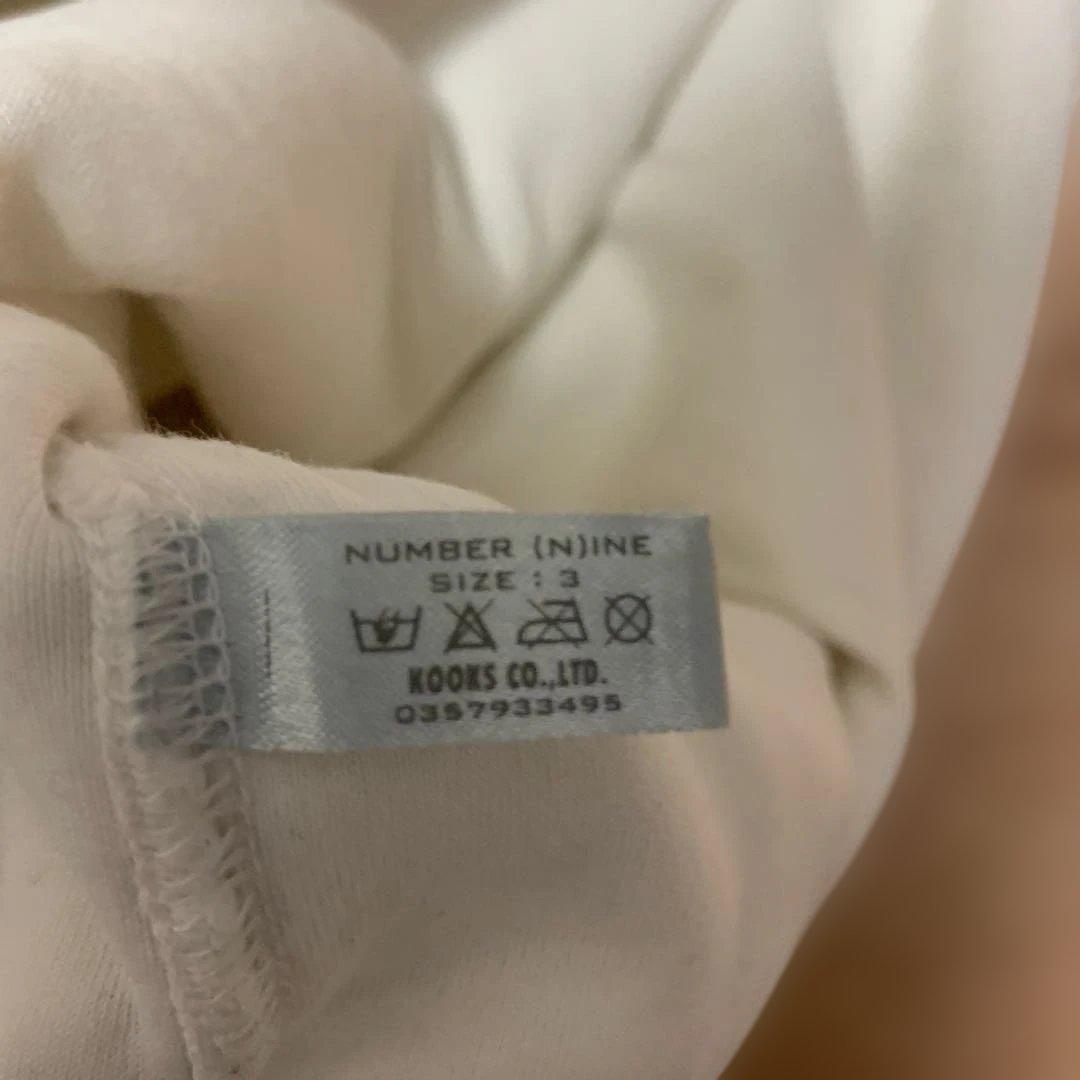 NUMBER (N)INE
SIZE : 3
KOOKS CO.,LTD.
0357933495